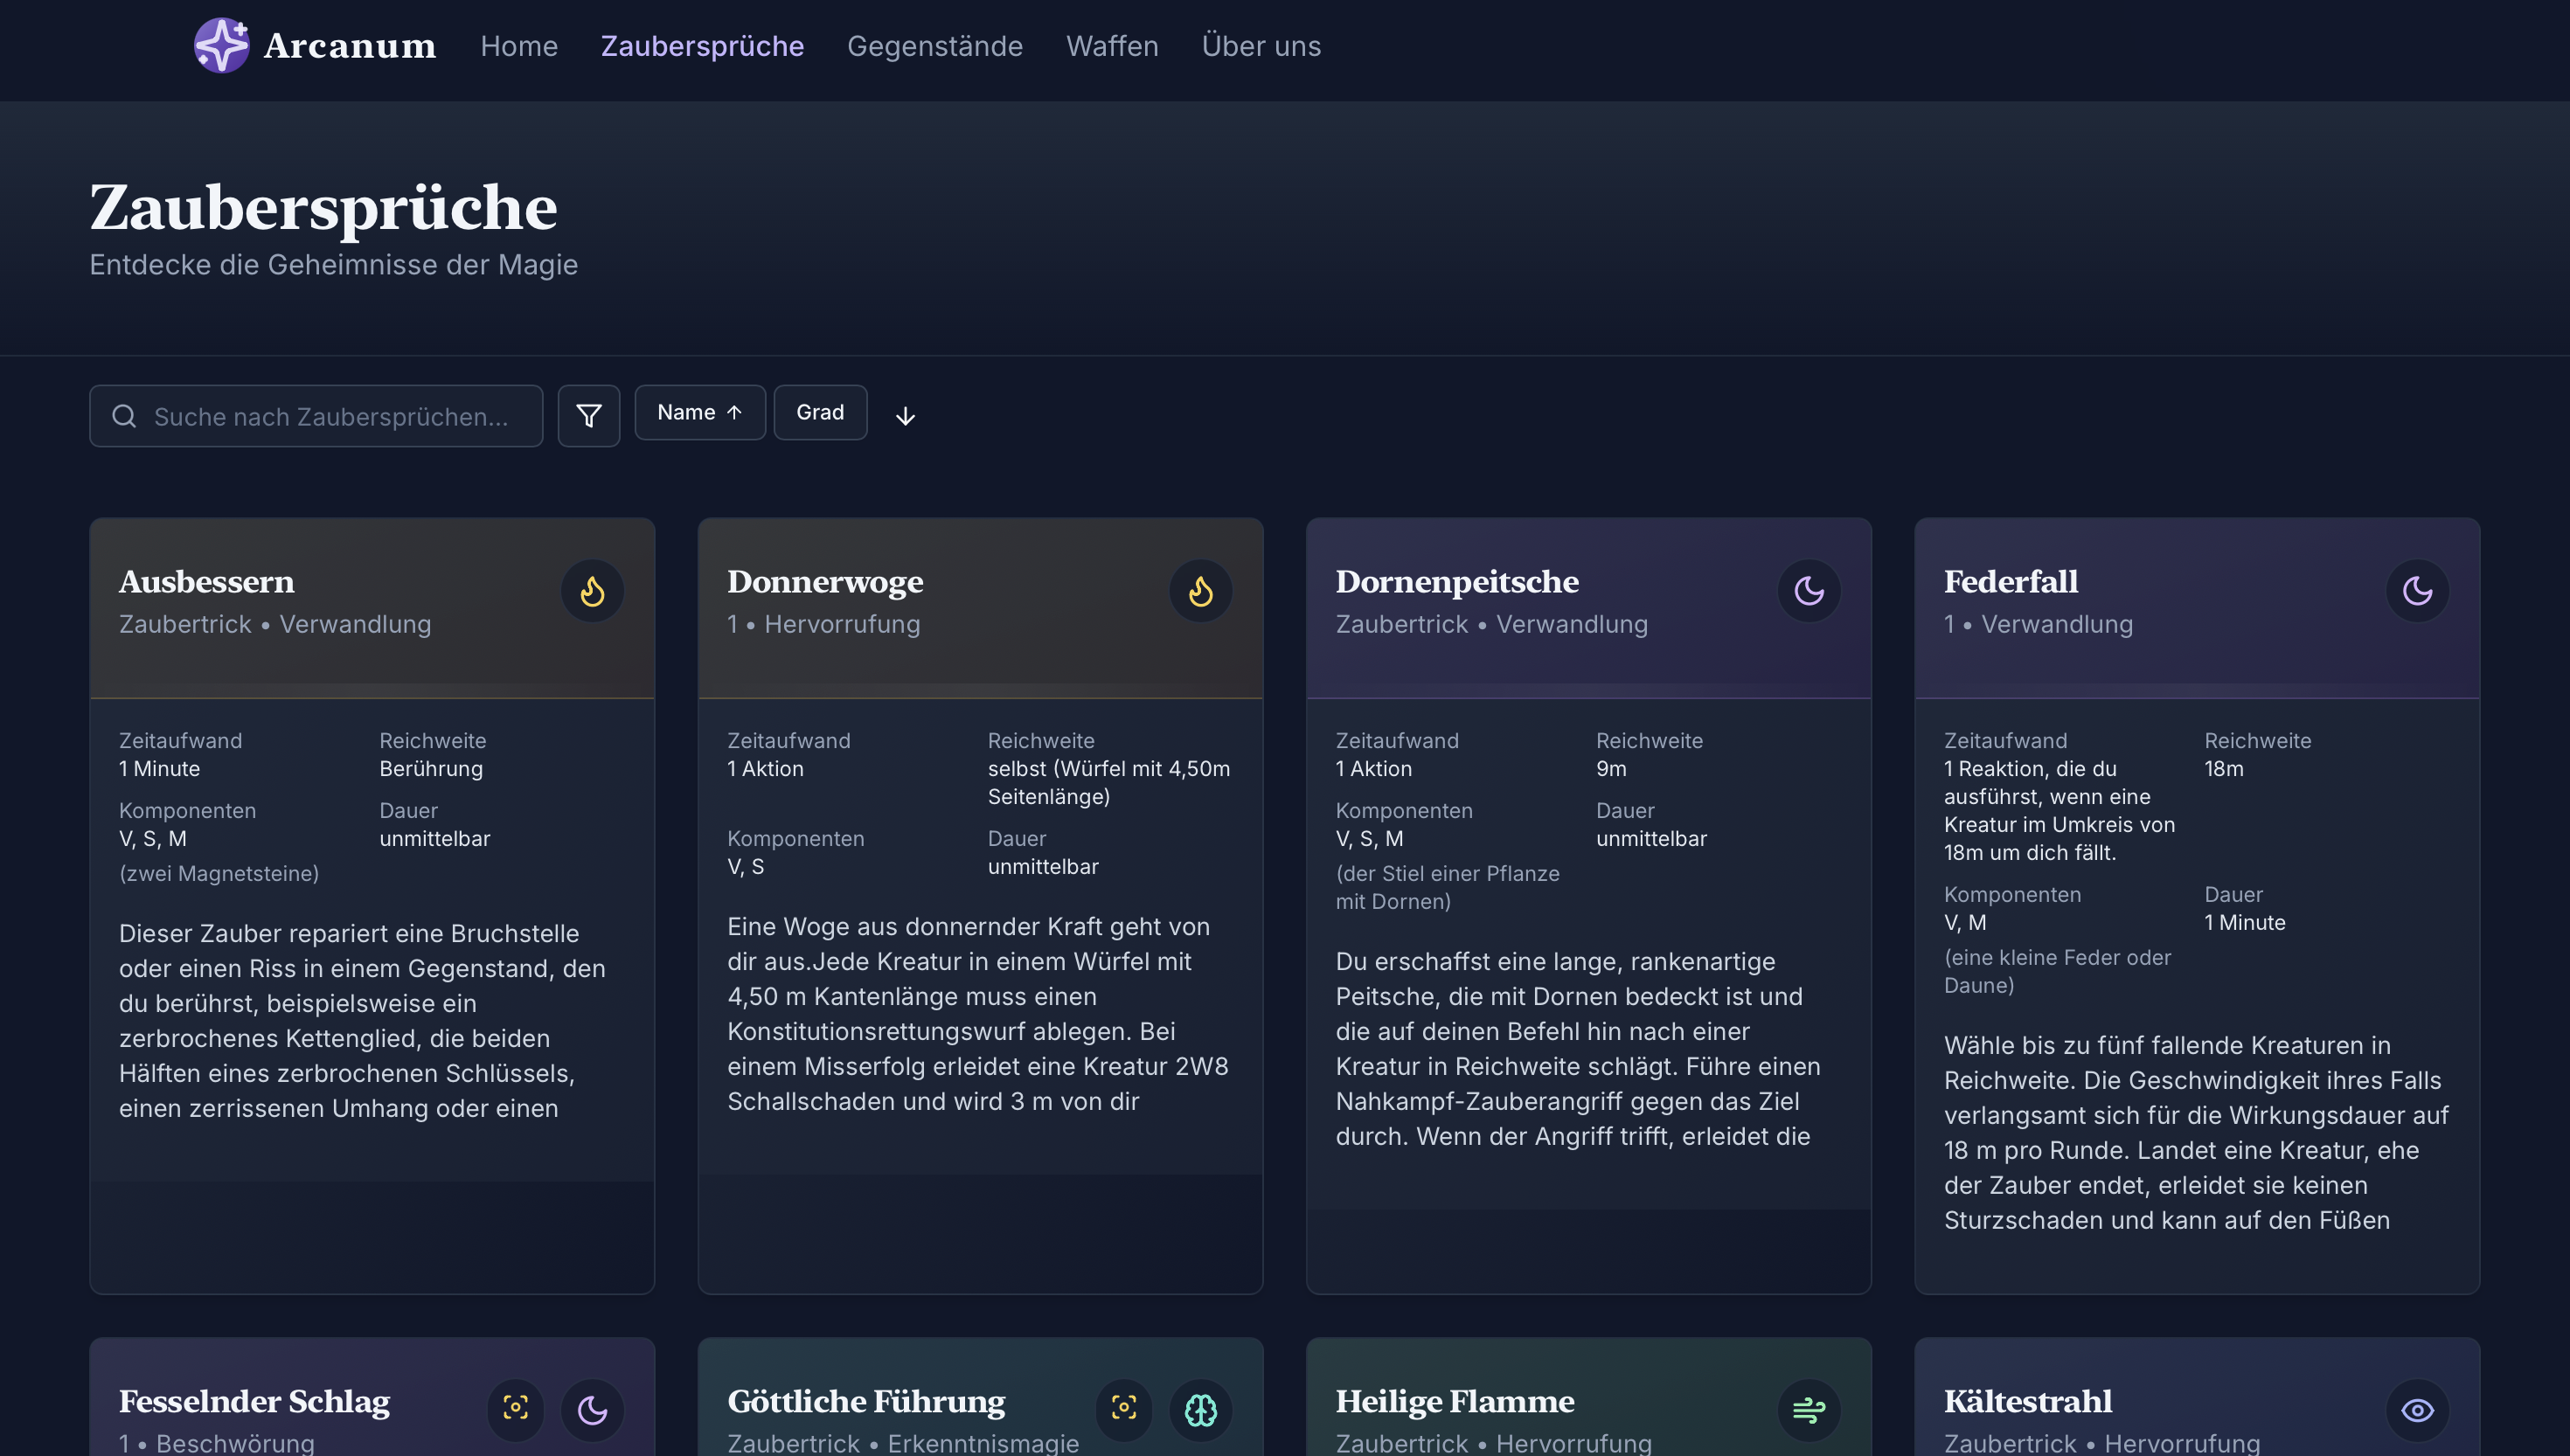 Arcanum Home Zaubersprüche Gegenstände Waffen Über uns
Zaubersprüche
Entdecke die Geheimnisse der Magie
Suche nach Zaubersprüchen...
Name ↑
Grad
Ausbessern
Zaubertrick • Verwandlung
Zeitaufwand
1 Minute
Reichweite
Berührung
Komponenten
V, S, M
(zwei Magnetsteine)
Dauer
unmittelbar
Dieser Zauber repariert eine Bruchstelle
oder einen Riss in einem Gegenstand, den
du berührst, beispielsweise ein
zerbrochenes Kettenglied, die beiden
Hälften eines zerbrochenen Schlüssels,
einen zerrissenen Umhang oder einen
Donnerwoge
1 • Hervorrufung
Zeitaufwand
1 Aktion
Reichweite
selbst (Würfel mit 4,50m
Seitenlänge)
Komponenten
V, S
Dauer
unmittelbar
Eine Woge aus donnernder Kraft geht von
dir aus.Jede Kreatur in einem Würfel mit
4,50 m Kantenlänge muss einen
Konstitutionsrettungswurf ablegen. Bei
einem Misserfolg erleidet eine Kreatur 2W8
Schallschaden und wird 3 m von dir
Dornenpeitsche
Zaubertrick • Verwandlung
Zeitaufwand
1 Aktion
Reichweite
9m
Komponenten
V, S, M
(der Stiel einer Pflanze
mit Dornen)
Dauer
unmittelbar
Du erschaffst eine lange, rankenartige
Peitsche, die mit Dornen bedeckt ist und
die auf deinen Befehl hin nach einer
Kreatur in Reichweite schlägt. Führe einen
Nahkampf-Zauberangriff gegen das Ziel
durch. Wenn der Angriff trifft, erleidet die
Federfall
1 • Verwandlung
Zeitaufwand
1 Reaktion, die du
ausführst, wenn eine
Kreatur im Umkreis von
18m um dich fällt.
Reichweite
18m
Komponenten
V, M
(eine kleine Feder oder
Daune)
Dauer
1 Minute
Wähle bis zu fünf fallende Kreaturen in
Reichweite. Die Geschwindigkeit ihres Falls
verlangsamt sich für die Wirkungsdauer auf
18 m pro Runde. Landet eine Kreatur, ehe
der Zauber endet, erleidet sie keinen
Sturzschaden und kann auf den Füßen
Fesselnder Schlag
1 • Beschwörung
Göttliche Führung
Zaubertrick • Erkenntnismagie
Heilige Flamme
Zaubertrick • Hervorrufung
Kältestrahl
Zaubertrick • Hervorrufung